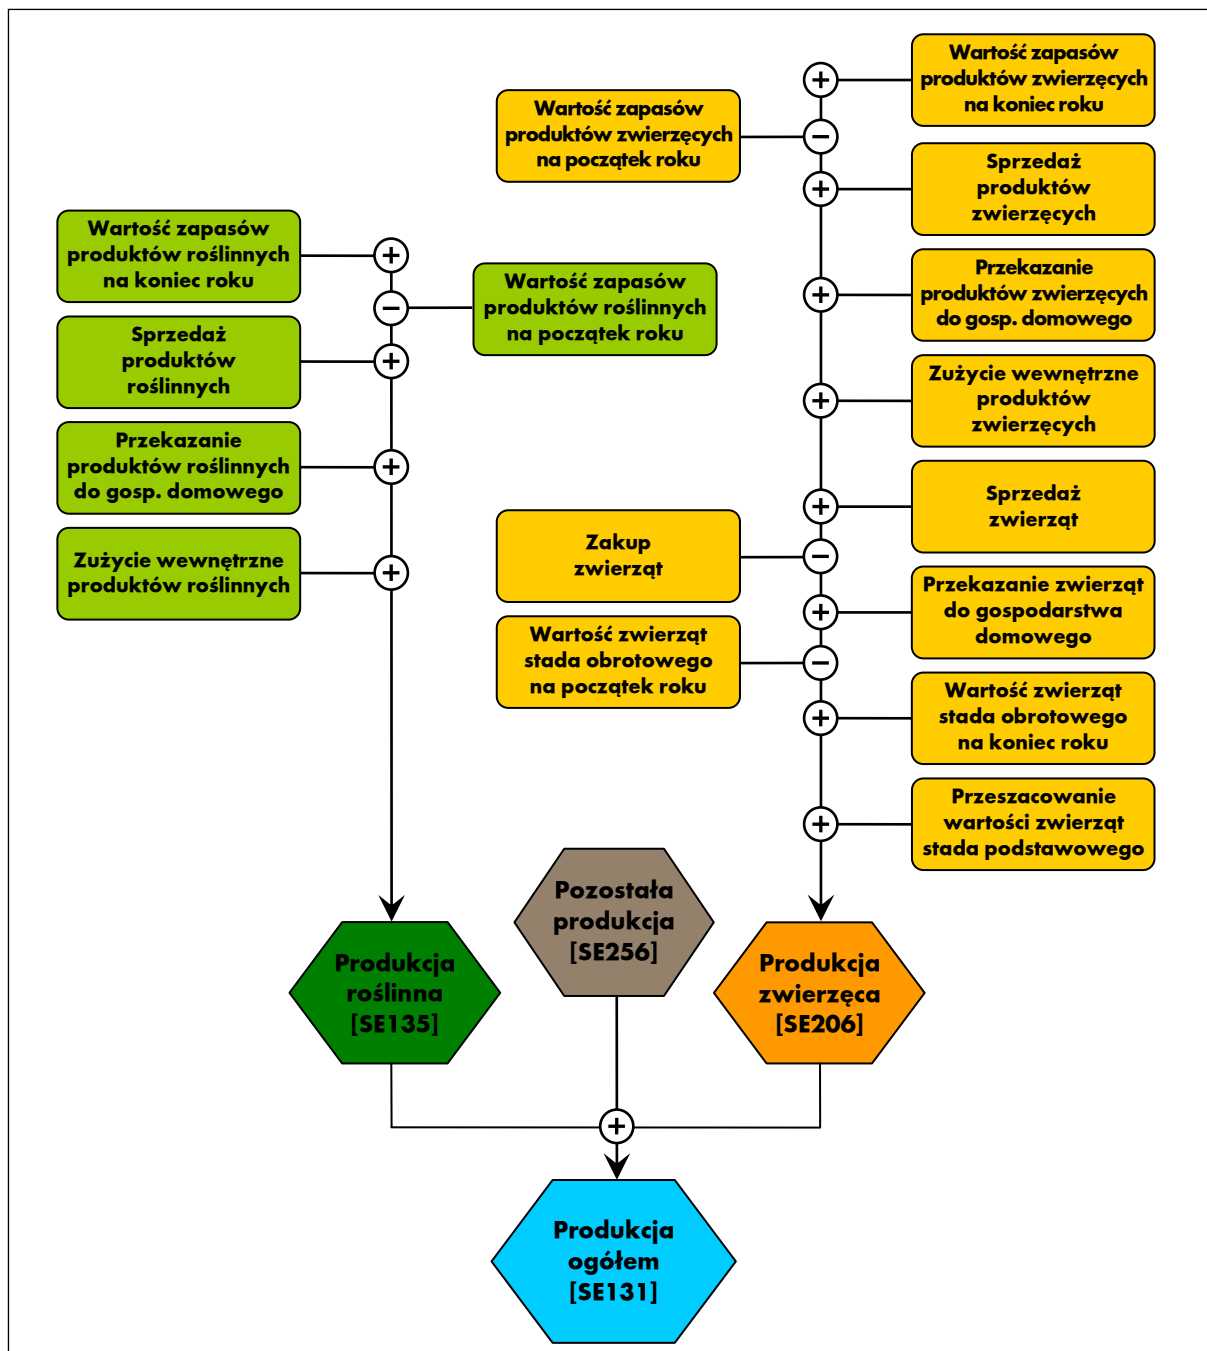 Wartość zapasów
produktów zwierzęcych
na koniec roku
+
Wartość zapasów
produktów zwierzęcych
na początek roku
−
Sprzedaż
produktów
zwierzęcych
+
Wartość zapasów
produktów roślinnych
na koniec roku
+
Wartość zapasów
produktów roślinnych
na początek roku
−
Przekazanie
produktów zwierzęcych
do gosp. domowego
+
Sprzedaż
produktów
roślinnych
+
Zużycie wewnętrzne
produktów
zwierzęcych
+
Przekazanie
produktów roślinnych
do gosp. domowego
+
Sprzedaż
zwierząt
+
Zakup
zwierząt
−
Zużycie wewnętrzne
produktów roślinnych
+
Przekazanie zwierząt
do gospodarstwa
domowego
+
Wartość zwierząt
stada obrotowego
na początek roku
−
Wartość zwierząt
stada obrotowego
na koniec roku
+
Przeszacowanie
wartości zwierząt
stada podstawowego
+
Pozostała
produkcja
[SE256]
Produkcja
roślinna
[SE135]
Produkcja
zwierzęca
[SE206]
+
Produkcja
ogółem
[SE131]